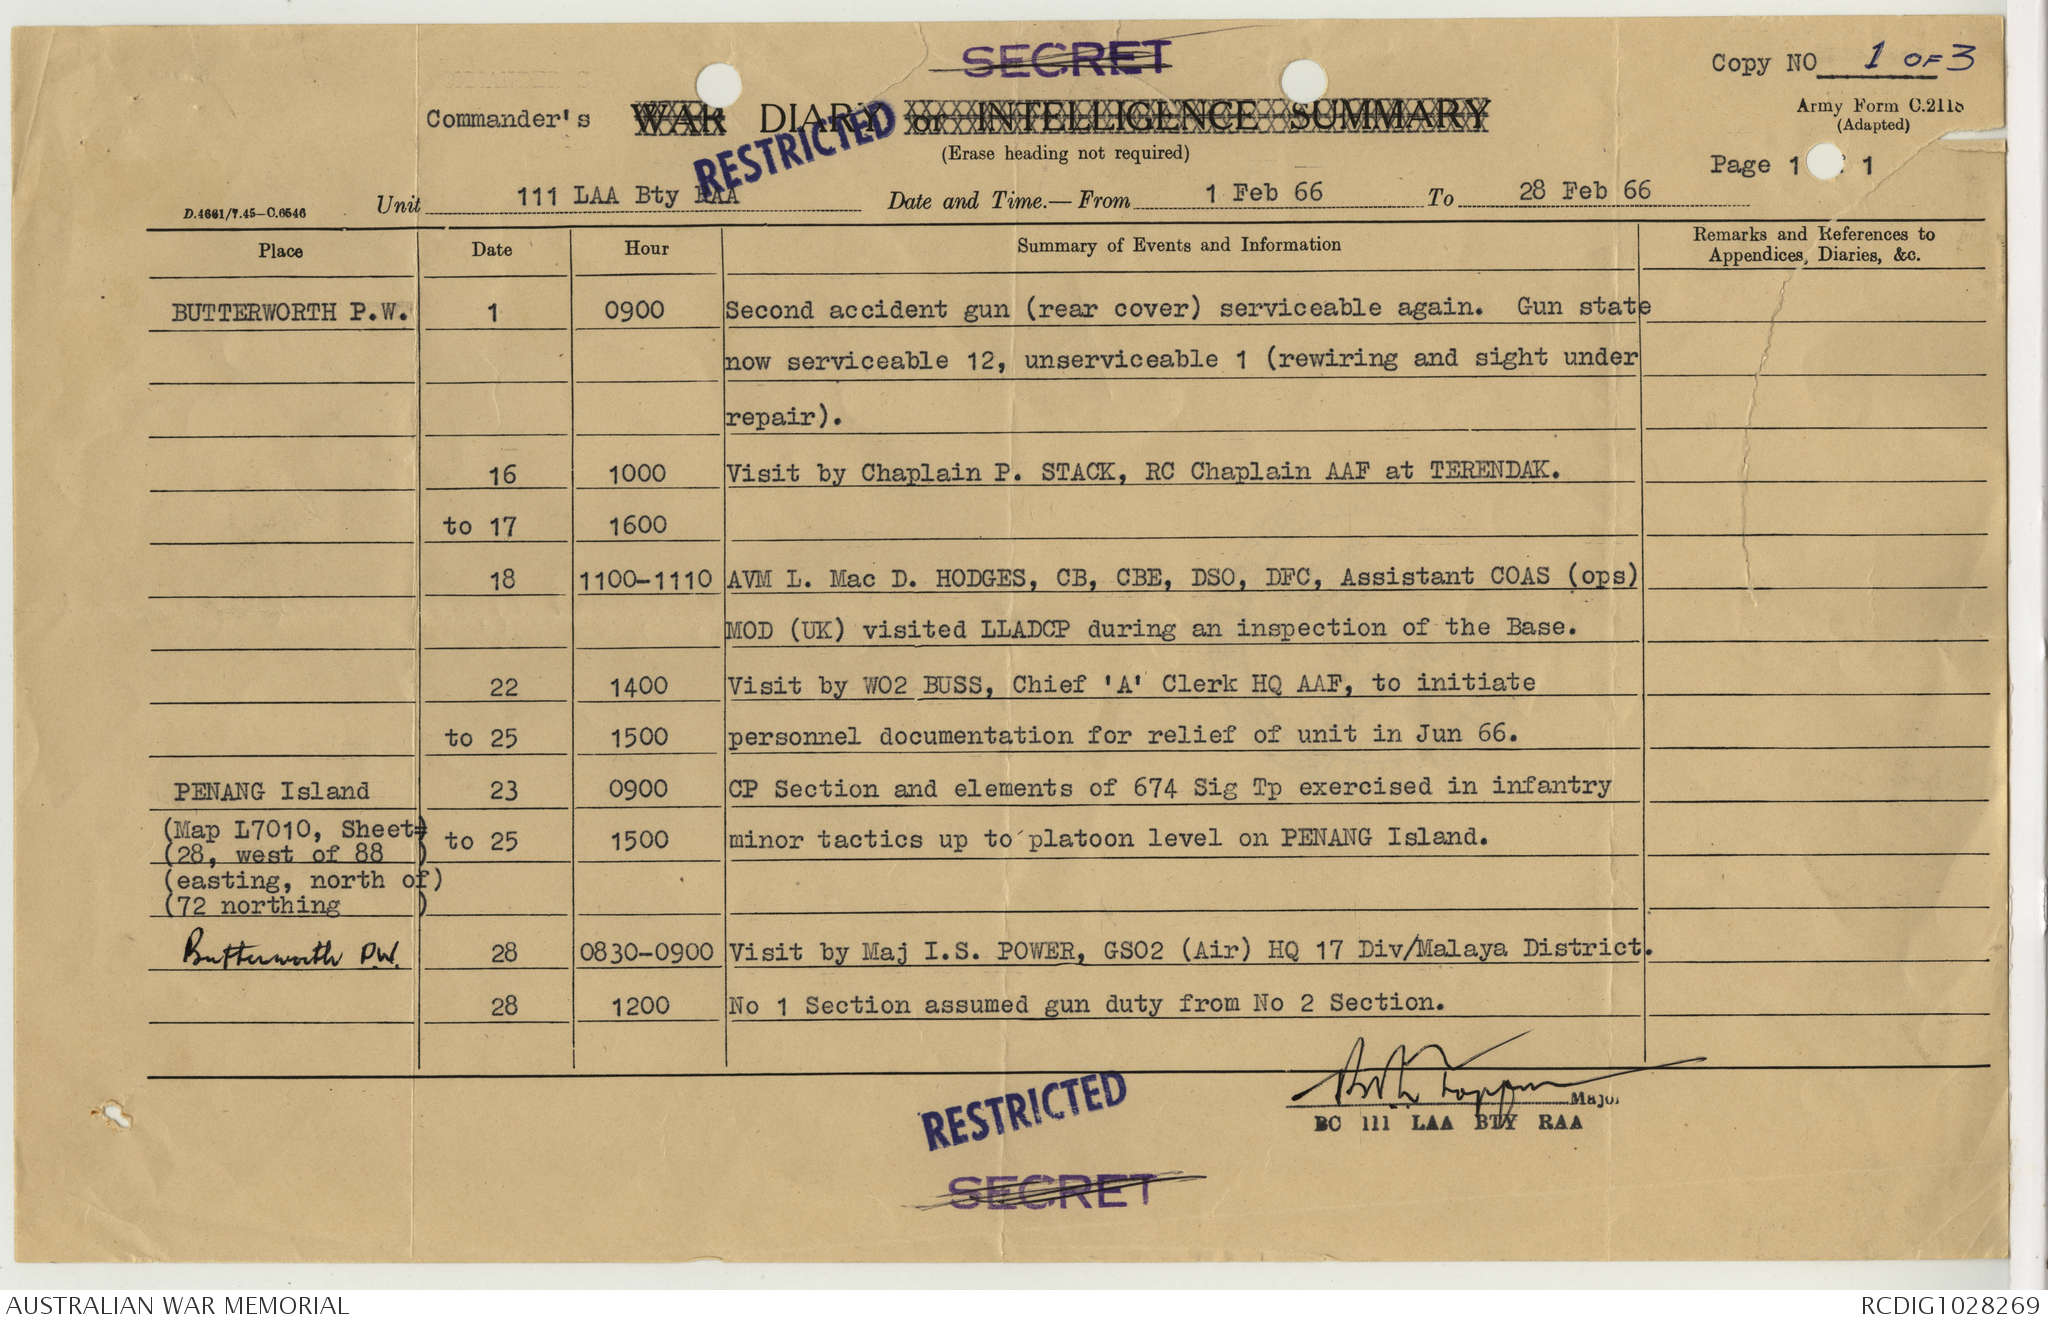 SECRET
Copy NO 1 OF 3
Commander's WAR DIARY or INTELLIGENCE SUMMARY
Army Form C.2118
(Adapted)
(Erase heading not required)
RESTRICTED
Page 1 1
D.4661/7.45—C.6546
Unit 111 LAA Bty RAA Date and Time.— From 1 Feb 66 To 28 Feb 66
Place Date Hour Summary of Events and Information Remarks and References to
Appendices, Diaries, &c.
BUTTERWORTH P.W. 1 0900 Second accident gun (rear cover) serviceable again. Gun state
now serviceable 12, unserviceable 1 (rewiring and sight under
repair).
16 1000 Visit by Chaplain P. STACK, RC Chaplain AAF at TERENDAK.
to 17 1600
18 1100-1110 AVM L. Mac D. HODGES, CB, CBE, DSO, DFC, Assistant COAS (ops)
MOD (UK) visited LLADCP during an inspection of the Base.
22 1400 Visit by WO2 BUSS, Chief 'A' Clerk HQ AAF, to initiate
to 25 1500 personnel documentation for relief of unit in Jun 66.
PENANG Island 23 0900 CP Section and elements of 674 Sig Tp exercised in infantry
(Map L7010, Sheet)
(28, west of 88 ) to 25 1500 minor tactics up to platoon level on PENANG Island.
(easting, north of)
(72 northing )
Butterworth P.W. 28 0830-0900 Visit by Maj I.S. POWER, GSO2 (Air) HQ 17 Div/Malaya District.
28 1200 No 1 Section assumed gun duty from No 2 Section.
Major
BC 111 LAA BTY RAA
RESTRICTED
SECRET
AUSTRALIAN WAR MEMORIAL RCDIG1028269